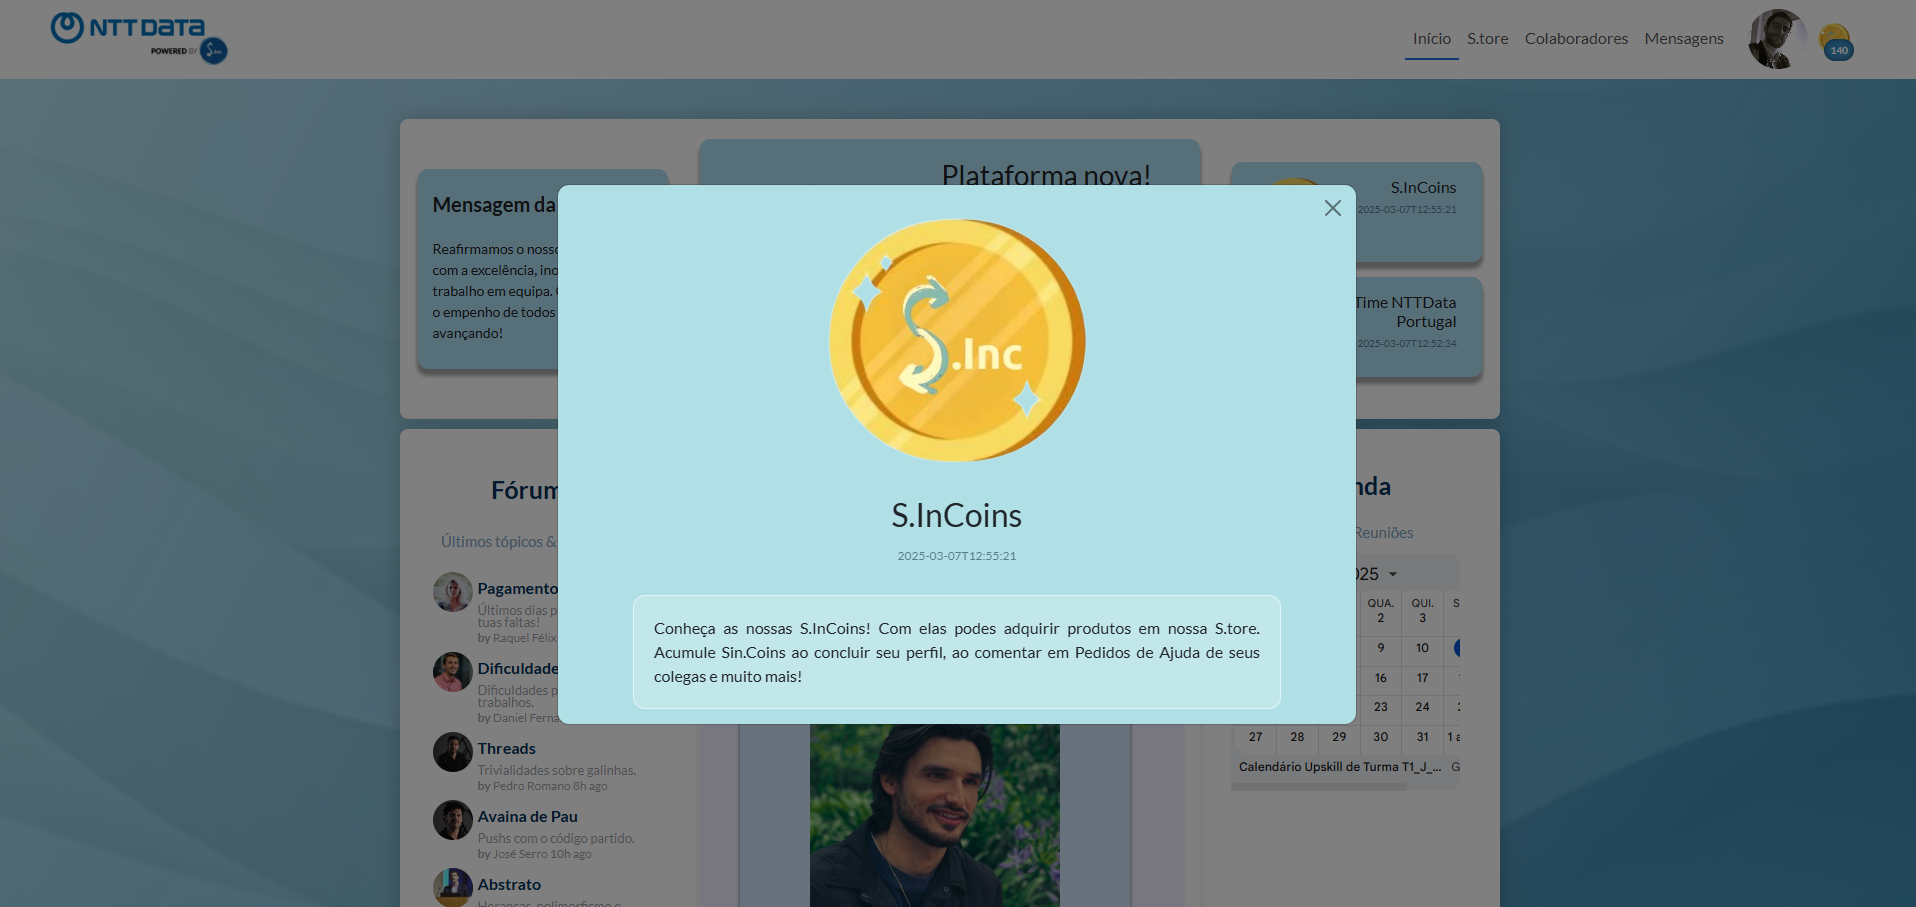 NTT DATA
POWERED BY S.Inc
Início S.tore Colaboradores Mensagens
140
Plataforma nova!
Mensagem da
Reafirmamos o nosso
com a excelência,
trabalho em equipa.
o empenho de todos
avançando!
S.InCoins
2025-03-07T12:55:21
Time NTTData
Portugal
2025-03-07T12:52:34
S.Inc
S.InCoins
2025-03-07T12:55:21
Conheça as nossas S.InCoins! Com elas podes adquirir produtos em nossa S.tore.
Acumule Sin.Coins ao concluir seu perfil, ao comentar em Pedidos de Ajuda de seus
colegas e muito mais!
Fórum
Últimos tópicos &
Pagamento
Últimos dias p
tuas faltas!
by Raquel Félix
Dificuldade
Dificuldades p
trabalhos.
by Daniel Ferna
Threads
Trivialidades sobre galinhas.
by Pedro Romano 8h ago
Avaina de Pau
Pushs com o código partido.
by José Serro 10h ago
Abstrato
Heranças, polimorfismo e
nda
Reuniões
025
QUA. QUI. S
2 3
9 10
16 17
23 24 2
27 28 29 30 31 1 a
Calendário Upskill de Turma T1_J_... G